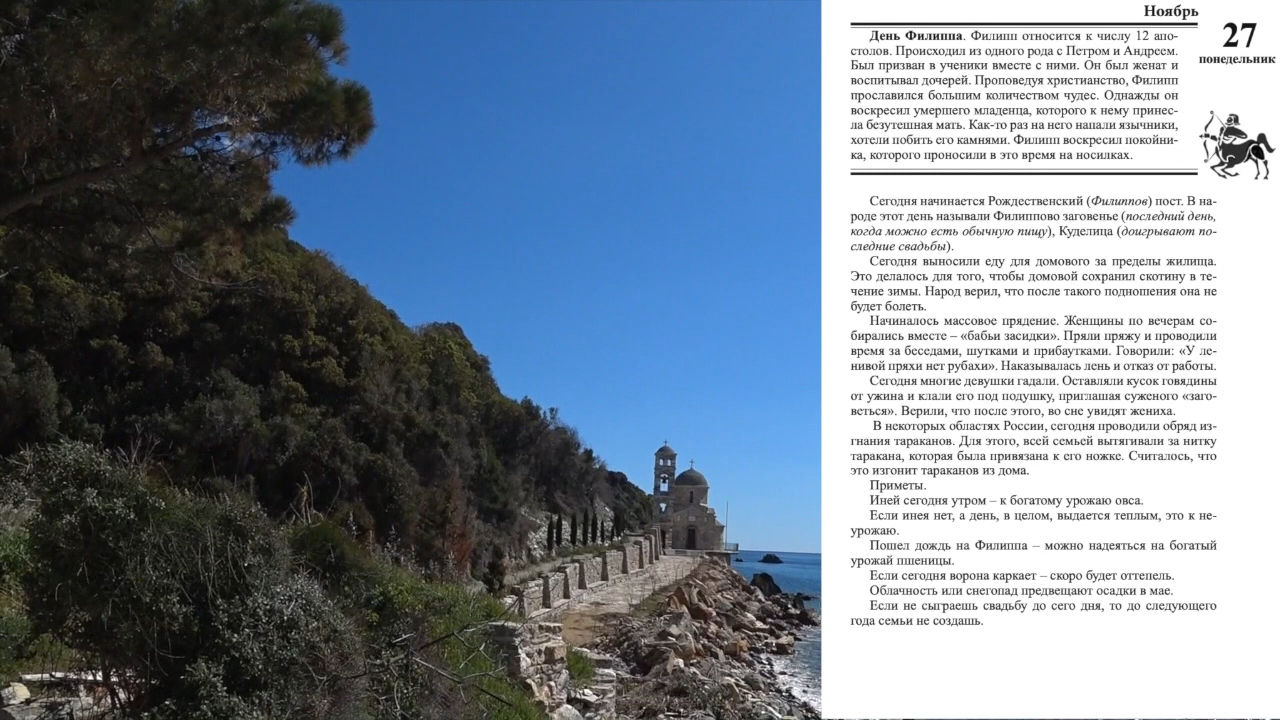 Ноябрь
27
понедельник
День Филиппа. Филипп относится к числу 12 апо-
столов. Происходил из одного рода с Петром и Андреем.
Был призван в ученики вместе с ними. Он был женат и
воспитывал дочерей. Проповедуя христианство, Филипп
прославился большим количеством чудес. Однажды он
воскресил умершего младенца, которого к нему принес-
ла безутешная мать. Как-то раз на него напали язычники,
хотели побить его камнями. Филипп воскресил покойни-
ка, которого проносили в это время на носилках.
Сегодня начинается Рождественский (Филиппов) пост. В на-
роде этот день называли Филиппово заговенье (последний день,
когда можно есть обычную пищу), Куделица (доигрывают по-
следние свадьбы).
Сегодня выносили еду для домового за пределы жилища.
Это делалось для того, чтобы домовой сохранил скотину в те-
чение зимы. Народ верил, что после такого подношения она не
будет болеть.
Начиналось массовое прядение. Женщины по вечерам со-
бирались вместе – «бабьи засидки». Пряли пряжу и проводили
время за беседами, шутками и прибаутками. Говорили: «У ле-
нивой пряхи нет рубахи». Наказывалась лень и отказ от работы.
Сегодня многие девушки гадали. Оставляли кусок говядины
от ужина и клали его под подушку, приглашая суженого «заго-
веться». Верили, что после этого, во сне увидят жениха.
В некоторых областях России, сегодня проводили обряд из-
гнания тараканов. Для этого, всей семьей вытягивали за нитку
таракана, которая была привязана к его ножке. Считалось, что
это изгонит тараканов из дома.
Приметы.
Иней сегодня утром – к богатому урожаю овса.
Если инея нет, а день, в целом, выдается теплым, это к не-
урожаю.
Пошел дождь на Филиппа – можно надеяться на богатый
урожай пшеницы.
Если сегодня ворона каркает – скоро будет оттепель.
Облачность или снегопад предвещают осадки в мае.
Если не сыграешь свадьбу до сего дня, то до следующего
года семьи не создашь.